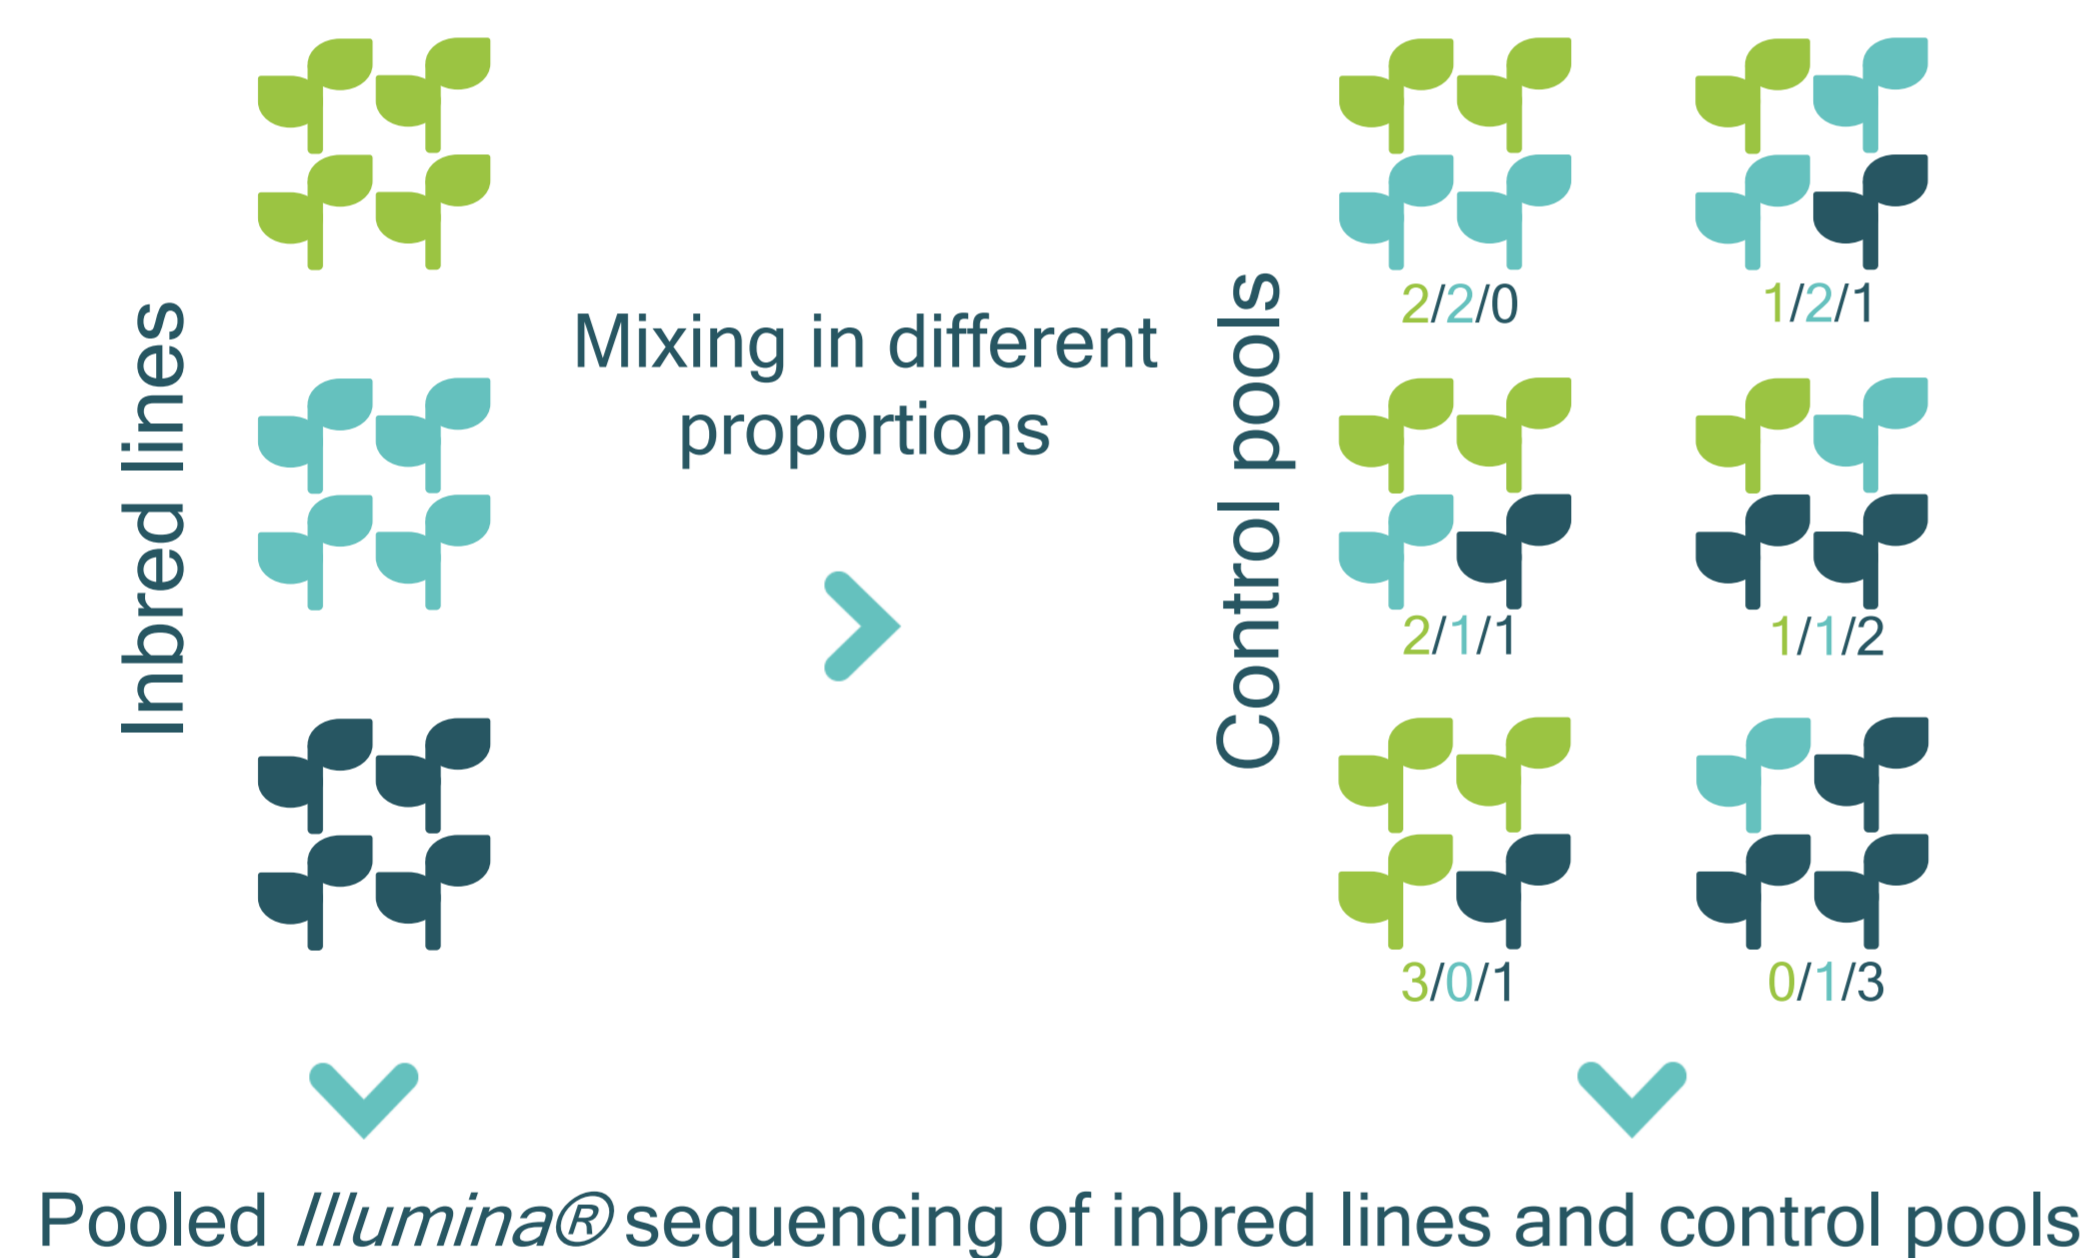 Inbred lines
Mixing in different
proportions
Control pools
2/2/0
1/2/1
2/1/1
1/1/2
3/0/1
0/1/3
Pooled Illumina® sequencing of inbred lines and control pools